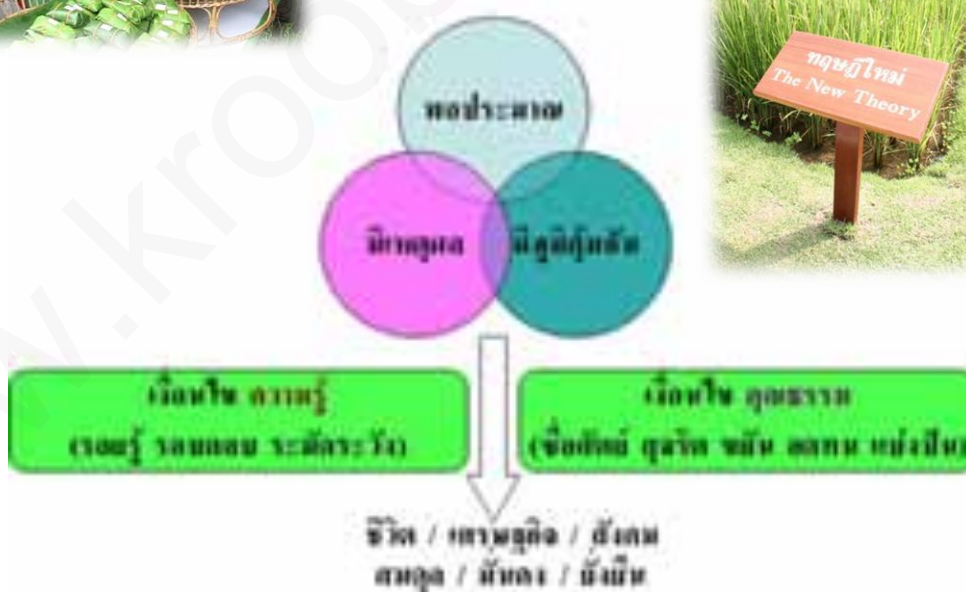 พอประมาณ
ทฤษฎีใหม่
The New Theory
มีเหตุผล
มีภูมิคุ้มกัน
เงื่อนไข ความรู้
(รอบรู้ รอบคอบ ระมัดระวัง)
เงื่อนไข คุณธรรม
(ซื่อสัตย์ สุจริต ขยัน อดทน แบ่งปัน)
ชีวิต / เศรษฐกิจ / สังคม
สมดุล / มั่นคง / ยั่งยืน